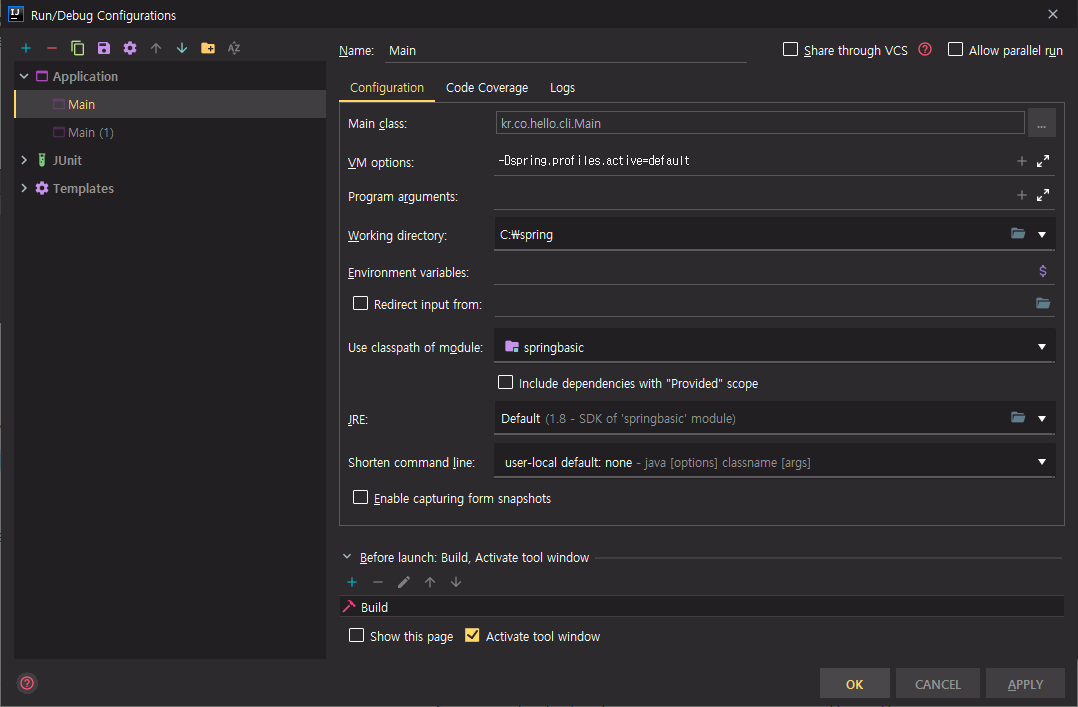 IJ Run/Debug Configurations
Name: Main
Share through VCS
Allow parallel run
Application
Main
Main (1)
JUnit
Templates
Configuration Code Coverage Logs
Main class: kr.co.hello.cli.Main ...
VM options: -Dspring.profiles.active=default
Program arguments:
Working directory: C:₩spring
Environment variables: $
Redirect input from:
Use classpath of module: springbasic
Include dependencies with "Provided" scope
JRE: Default (1.8 - SDK of 'springbasic' module)
Shorten command line: user-local default: none - java [options] classname [args]
Enable capturing form snapshots
Before launch: Build, Activate tool window
Build
Show this page Activate tool window
? OK CANCEL APPLY